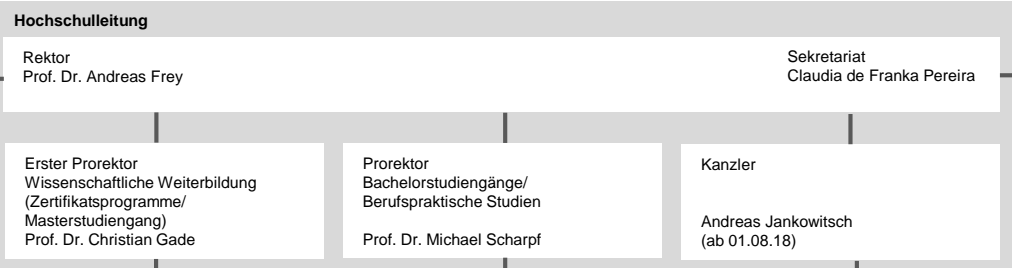 Hochschulleitung
Rektor
Prof. Dr. Andreas Frey
Sekretariat
Claudia de Franka Pereira
Erster Prorektor
Wissenschaftliche Weiterbildung
(Zertifikatsprogramme/
Masterstudiengang)
Prof. Dr. Christian Gade
Prorektor
Bachelorstudiengänge/
Berufspraktische Studien
Prof. Dr. Michael Scharpf
Kanzler
Andreas Jankowitsch
(ab 01.08.18)